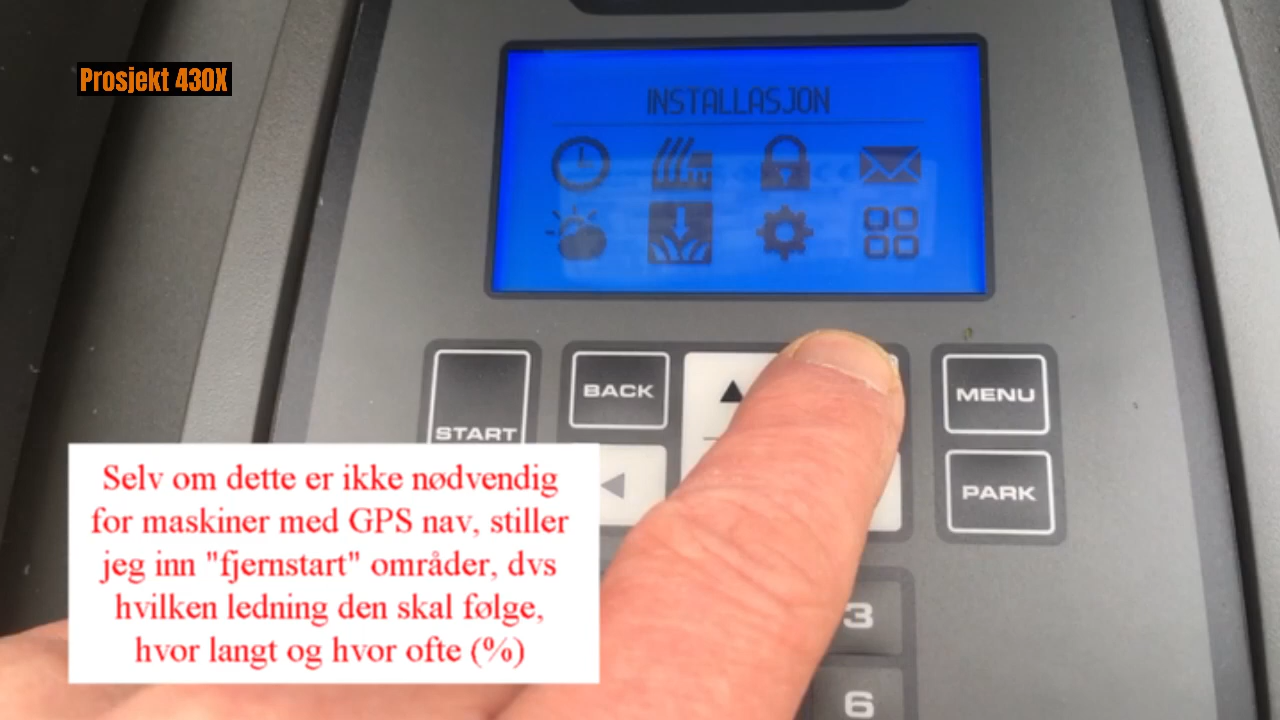 Prosjekt 430X
INSTALLASJON
BACK
MENU
START
PARK
Selv om dette er ikke nødvendig
for maskiner med GPS nav, stiller
jeg inn "fjernstart" områder, dvs
hvilken ledning den skal følge,
hvor langt og hvor ofte (%)
3
6